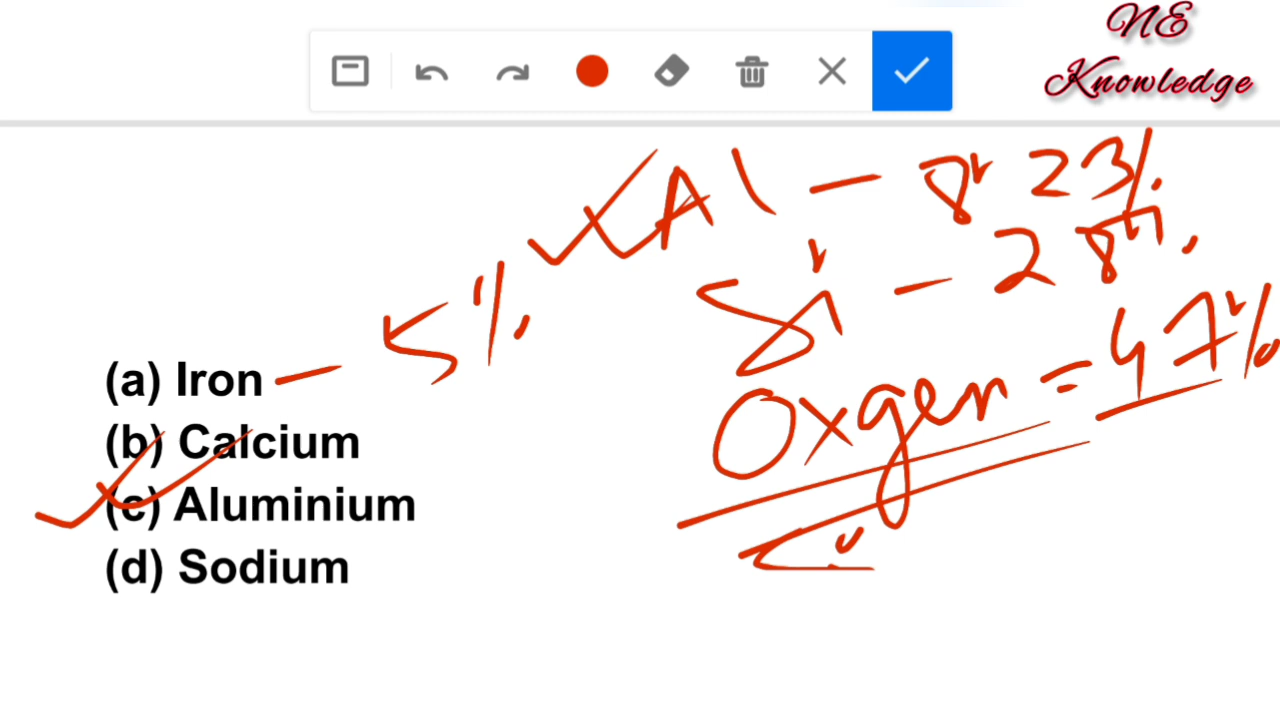 NE
Knowledge
Al - 8.23%.
Si - 28%.
5%.
Oxgen = 47%
(a) Iron -
(b) Calcium
(c) Aluminium
(d) Sodium